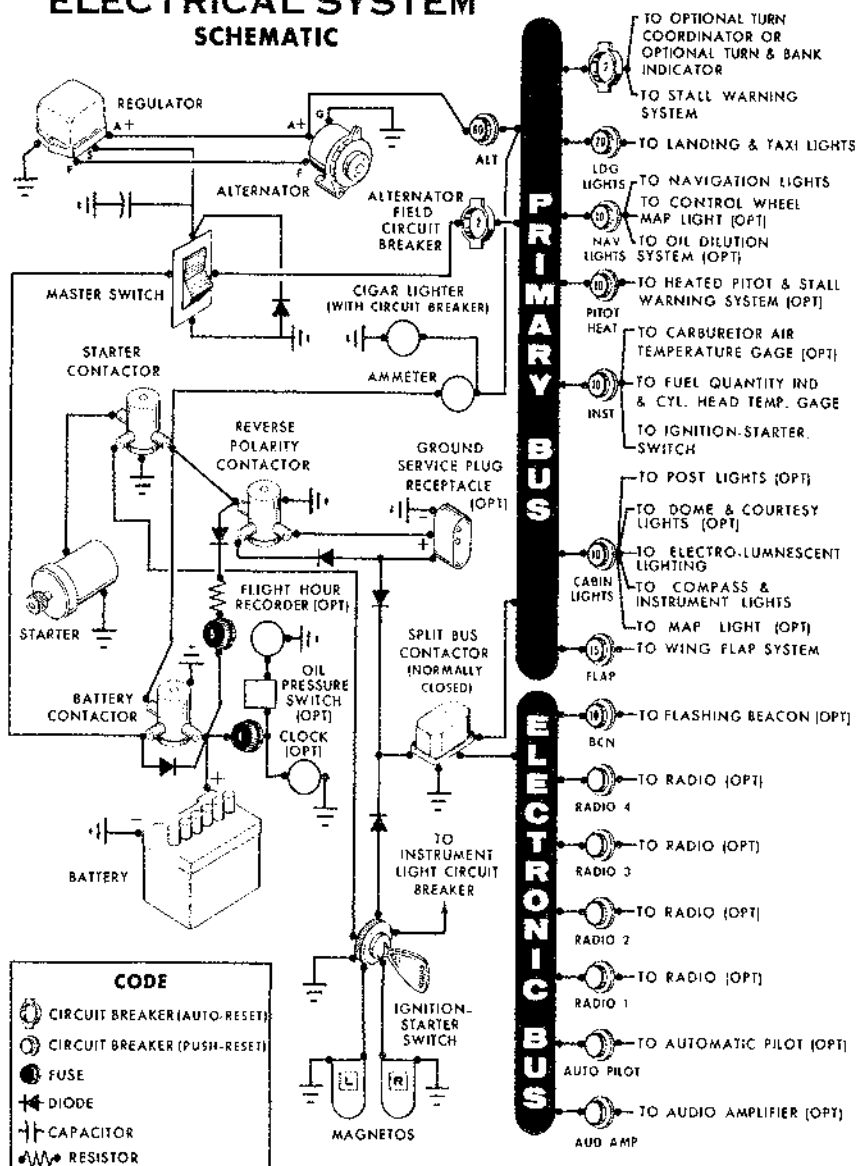 ELECTRICAL SYSTEM
SCHEMATIC
REGULATOR
A+
S
F
A+
G
F
ALTERNATOR
60
ALT
ALTERNATOR
FIELD
CIRCUIT
BREAKER
2
MASTER SWITCH
CIGAR LIGHTER
(WITH CIRCUIT BREAKER)
AMMETER
STARTER
CONTACTOR
REVERSE
POLARITY
CONTACTOR
GROUND
SERVICE PLUG
RECEPTACLE
(OPT)
-
+
STARTER
FLIGHT HOUR
RECORDER (OPT)
OIL
PRESSURE
SWITCH
(OPT)
CLOCK
(OPT)
BATTERY
CONTACTOR
+
-
BATTERY
SPLIT BUS
CONTACTOR
(NORMALLY
CLOSED)
TO
INSTRUMENT
LIGHT CIRCUIT
BREAKER
IGNITION-
STARTER
SWITCH
L
R
MAGNETOS
CODE
CIRCUIT BREAKER (AUTO-RESET)
CIRCUIT BREAKER (PUSH-RESET)
FUSE
DIODE
CAPACITOR
RESISTOR
PRIMARY BUS
TO OPTIONAL TURN
COORDINATOR OR
OPTIONAL TURN & BANK
INDICATOR
TO STALL WARNING
SYSTEM
20
LDG
LIGHTS
TO LANDING & TAXI LIGHTS
TO NAVIGATION LIGHTS
TO CONTROL WHEEL
MAP LIGHT (OPT)
TO OIL DILUTION
SYSTEM (OPT)
NAV
LIGHTS
10
PITOT
HEAT
TO HEATED PITOT & STALL
WARNING SYSTEM (OPT)
TO CARBURETOR AIR
TEMPERATURE GAGE (OPT)
TO FUEL QUANTITY IND
& CYL. HEAD TEMP. GAGE
TO IGNITION-STARTER
SWITCH
10
INST
TO POST LIGHTS (OPT)
TO DOME & COURTESY
LIGHTS (OPT)
TO ELECTRO-LUMNESCENT
LIGHTING
TO COMPASS &
INSTRUMENT LIGHTS
TO MAP LIGHT (OPT)
10
CABIN
LIGHTS
15
FLAP
TO WING FLAP SYSTEM
ELECTRONIC BUS
10
BCN
TO FLASHING BEACON (OPT)
RADIO 4
TO RADIO (OPT)
RADIO 3
TO RADIO (OPT)
RADIO 2
TO RADIO (OPT)
RADIO 1
TO RADIO (OPT)
AUTO PILOT
TO AUTOMATIC PILOT (OPT)
AUD AMP
TO AUDIO AMPLIFIER (OPT)